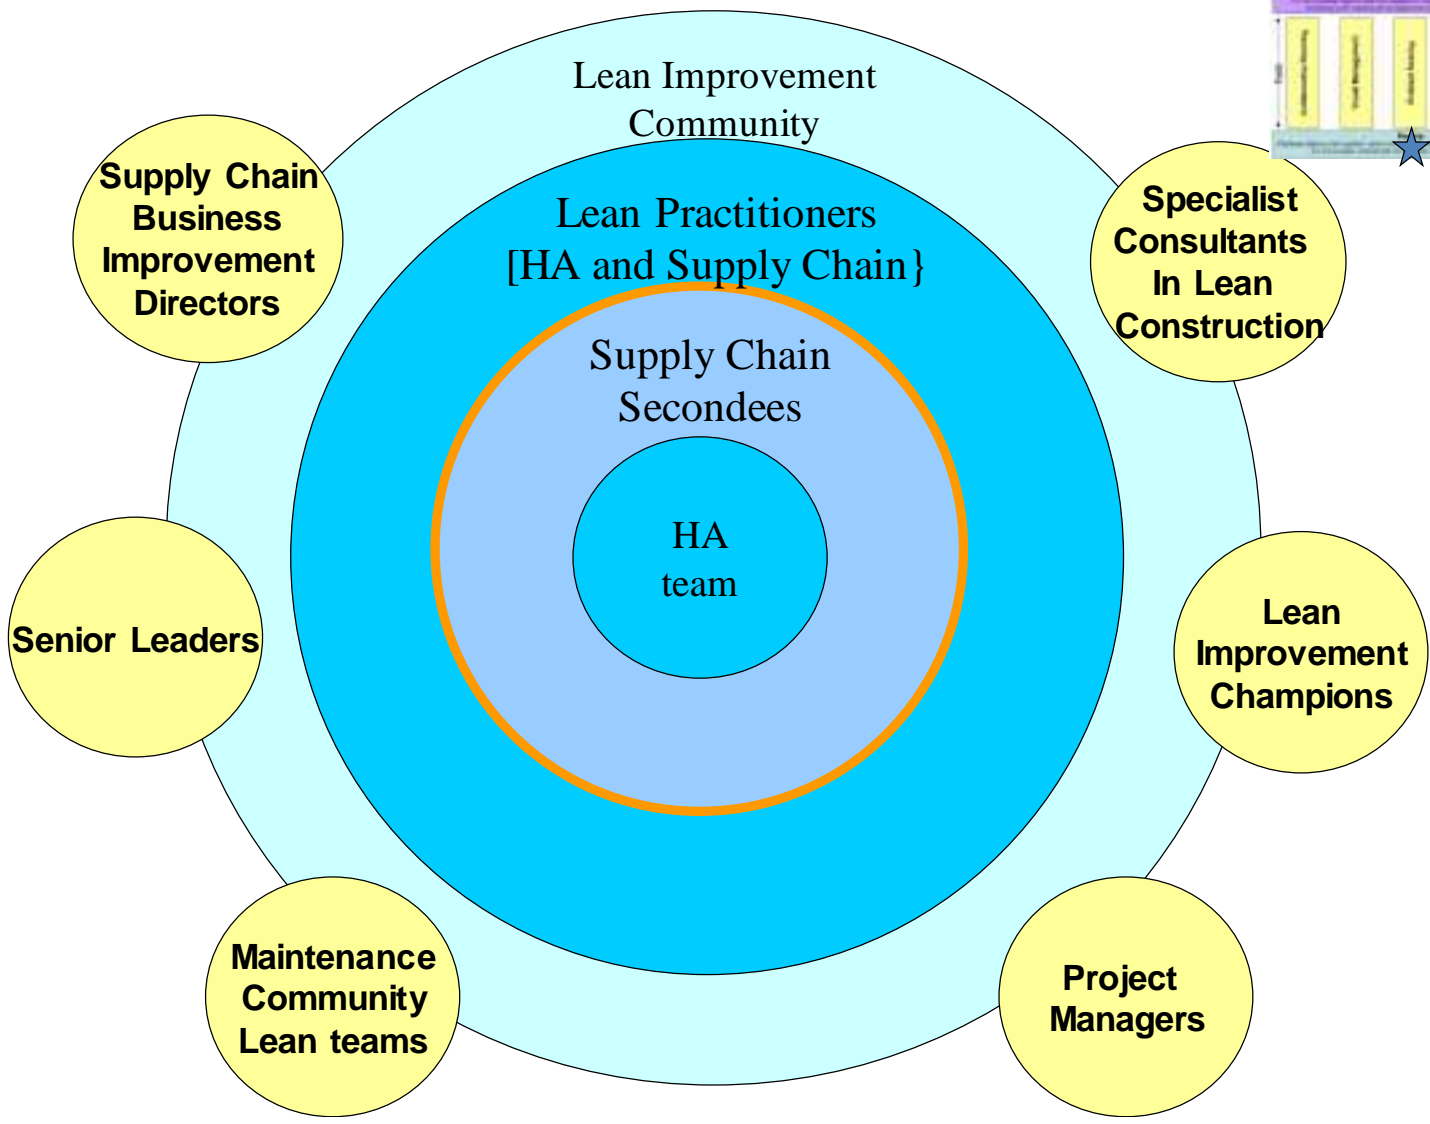 Lean Improvement
Community
Supply Chain
Business
Improvement
Directors
Specialist
Consultants
In Lean
Construction
Lean Practitioners
[HA and Supply Chain}
Supply Chain
Secondees
HA
team
Senior Leaders
Lean
Improvement
Champions
Maintenance
Community
Lean teams
Project
Managers